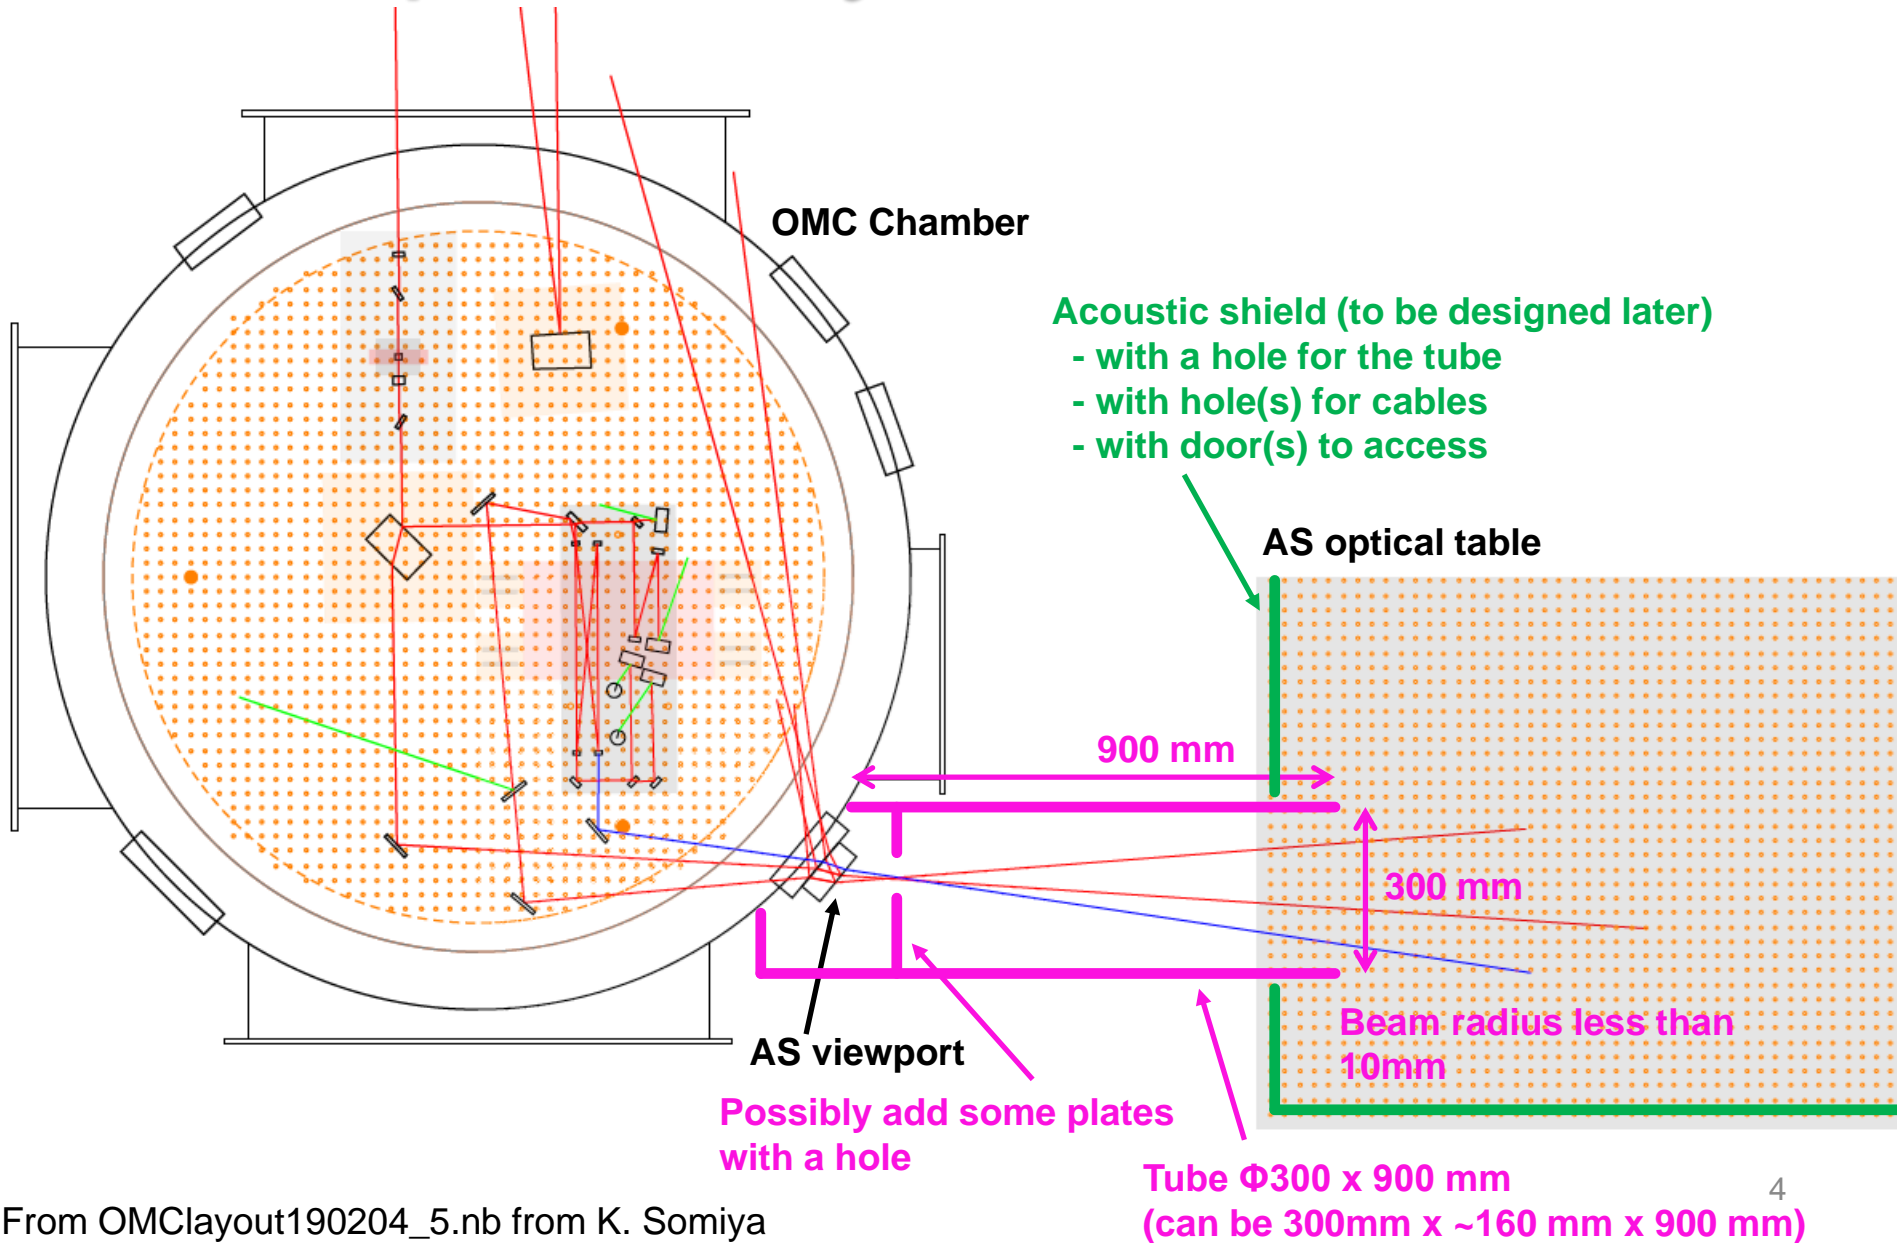 OMC Chamber
Acoustic shield (to be designed later)
- with a hole for the tube
- with hole(s) for cables
- with door(s) to access
AS optical table
900 mm
300 mm
Beam radius less than
10mm
AS viewport
Possibly add some plates
with a hole
Tube Φ300 x 900 mm
(can be 300mm x ~160 mm x 900 mm)
4
From OMClayout190204_5.nb from K. Somiya